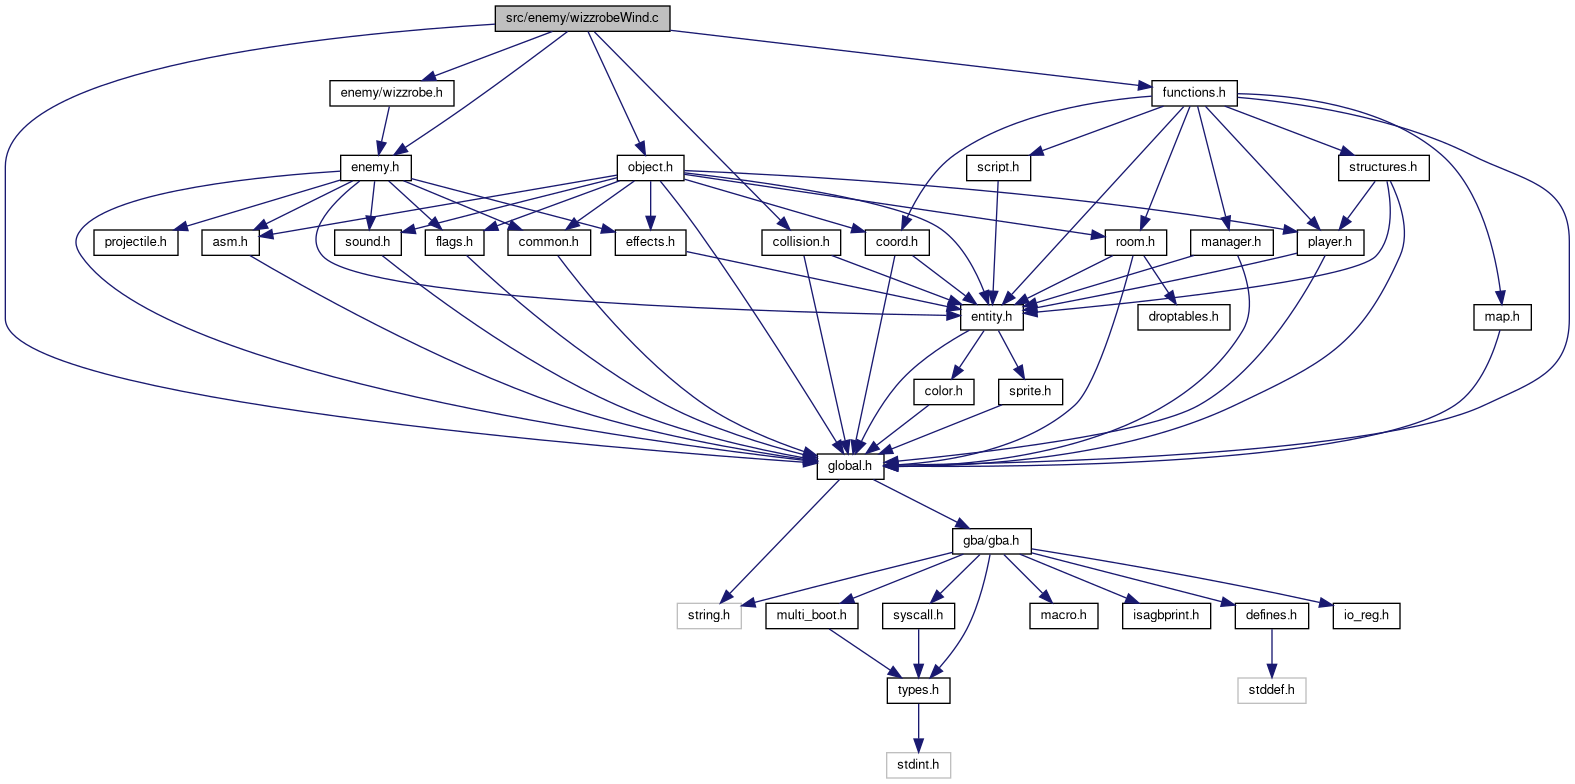 src/enemy/wizzrobeWind.c
enemy/wizzrobe.h
functions.h
enemy.h
object.h
script.h
structures.h
projectile.h
asm.h
sound.h
flags.h
common.h
effects.h
collision.h
coord.h
room.h
manager.h
player.h
entity.h
droptables.h
map.h
color.h
sprite.h
global.h
gba/gba.h
string.h
multi_boot.h
syscall.h
macro.h
isagbprint.h
defines.h
io_reg.h
types.h
stddef.h
stdint.h